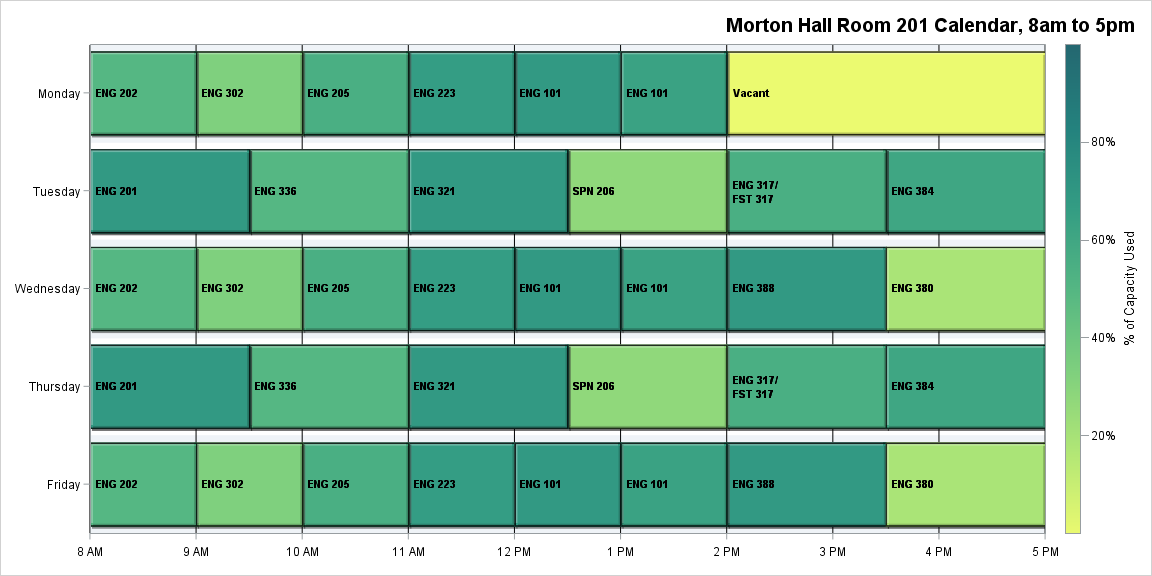 Morton Hall Room 201 Calendar, 8am to 5pm
Monday
ENG 202
ENG 302
ENG 205
ENG 223
ENG 101
ENG 101
Vacant
Tuesday
ENG 201
ENG 336
ENG 321
SPN 206
ENG 317/
FST 317
ENG 384
Wednesday
ENG 202
ENG 302
ENG 205
ENG 223
ENG 101
ENG 101
ENG 388
ENG 380
Thursday
ENG 201
ENG 336
ENG 321
SPN 206
ENG 317/
FST 317
ENG 384
Friday
ENG 202
ENG 302
ENG 205
ENG 223
ENG 101
ENG 101
ENG 388
ENG 380
8 AM
9 AM
10 AM
11 AM
12 PM
1 PM
2 PM
3 PM
4 PM
5 PM
80%
60%
40%
20%
% of Capacity Used